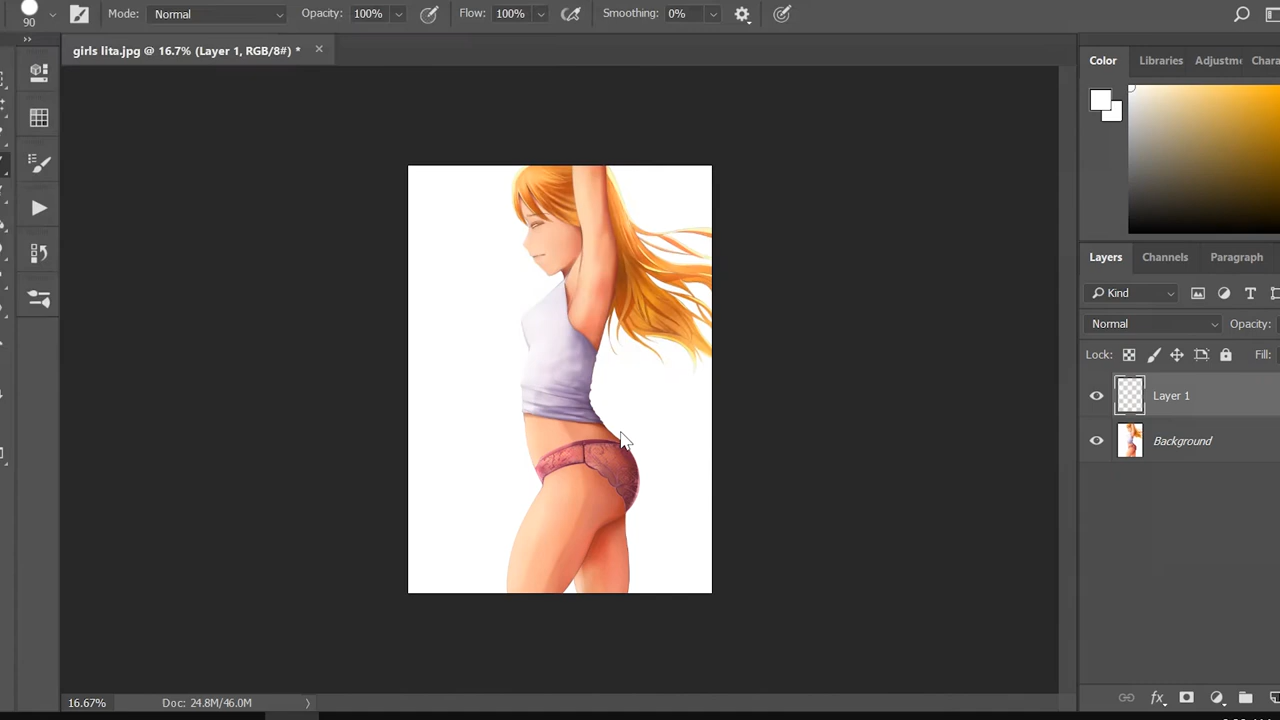 90 Mode: Normal Opacity: 100% Flow: 100% Smoothing: 0%
girls lita.jpg @ 16.7% (Layer 1, RGB/8#) *
Color Libraries Adjustm Chara
Layers Channels Paragraph
Kind
Normal Opacity:
Lock: Fill:
Layer 1
Background
16.67% Doc: 24.8M/46.0M